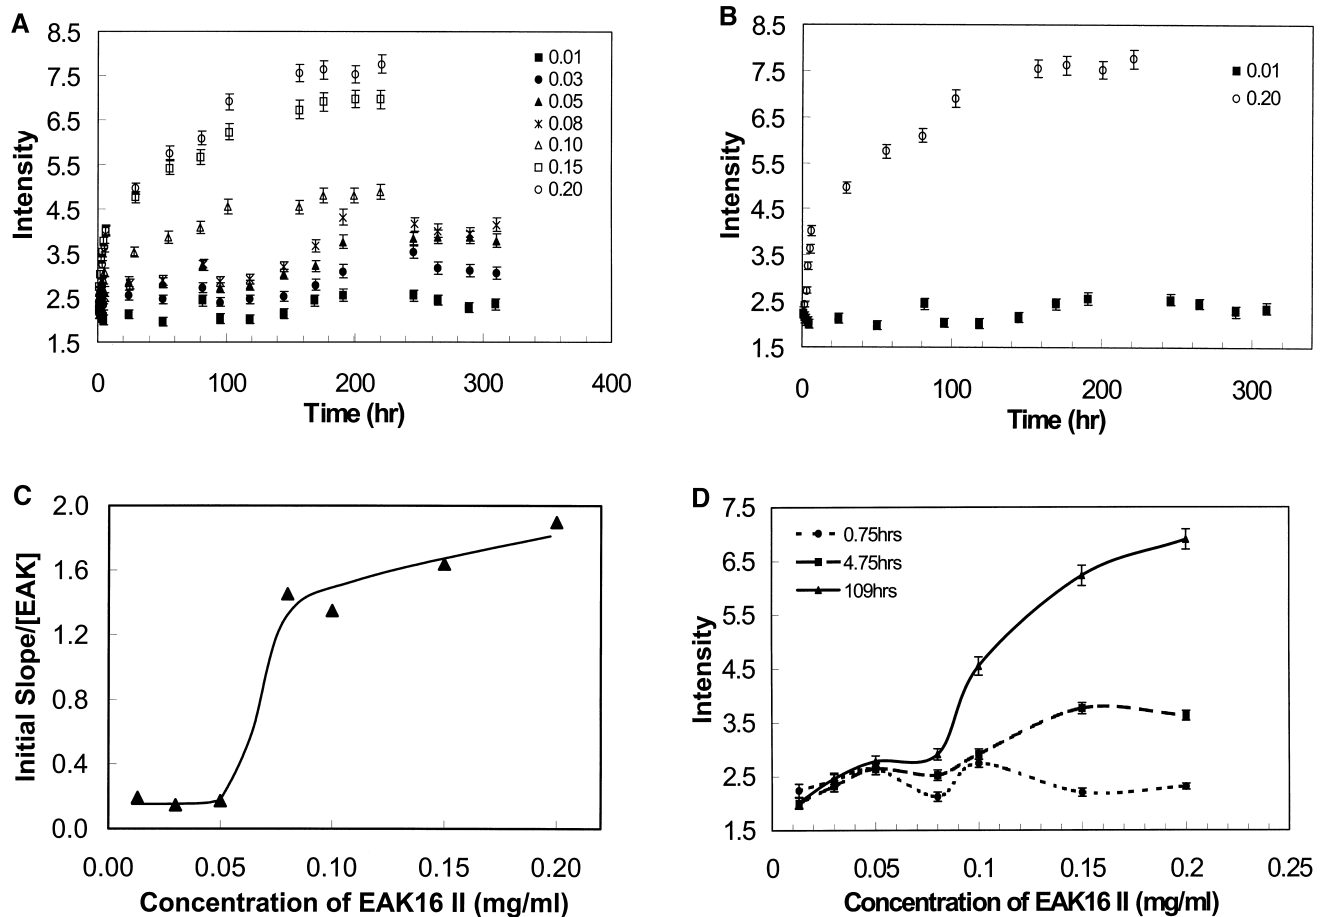 A
8.5
7.5
6.5
5.5
4.5
3.5
2.5
1.5
Intensity
0.01
0.03
0.05
0.08
0.10
0.15
0.20
0 100 200 300 400
Time (hr)
B
8.5
7.5
6.5
5.5
4.5
3.5
2.5
1.5
Intensity
0.01
0.20
0 100 200 300
Time (hr)
C
2.0
1.6
1.2
0.8
0.4
0.0
Initial Slope/[EAK]
0.00 0.05 0.10 0.15 0.20
Concentration of EAK16 II (mg/ml)
D
7.5
6.5
5.5
4.5
3.5
2.5
1.5
Intensity
0.75hrs
4.75hrs
109hrs
0 0.05 0.1 0.15 0.2 0.25
Concentration of EAK16 II (mg/ml)